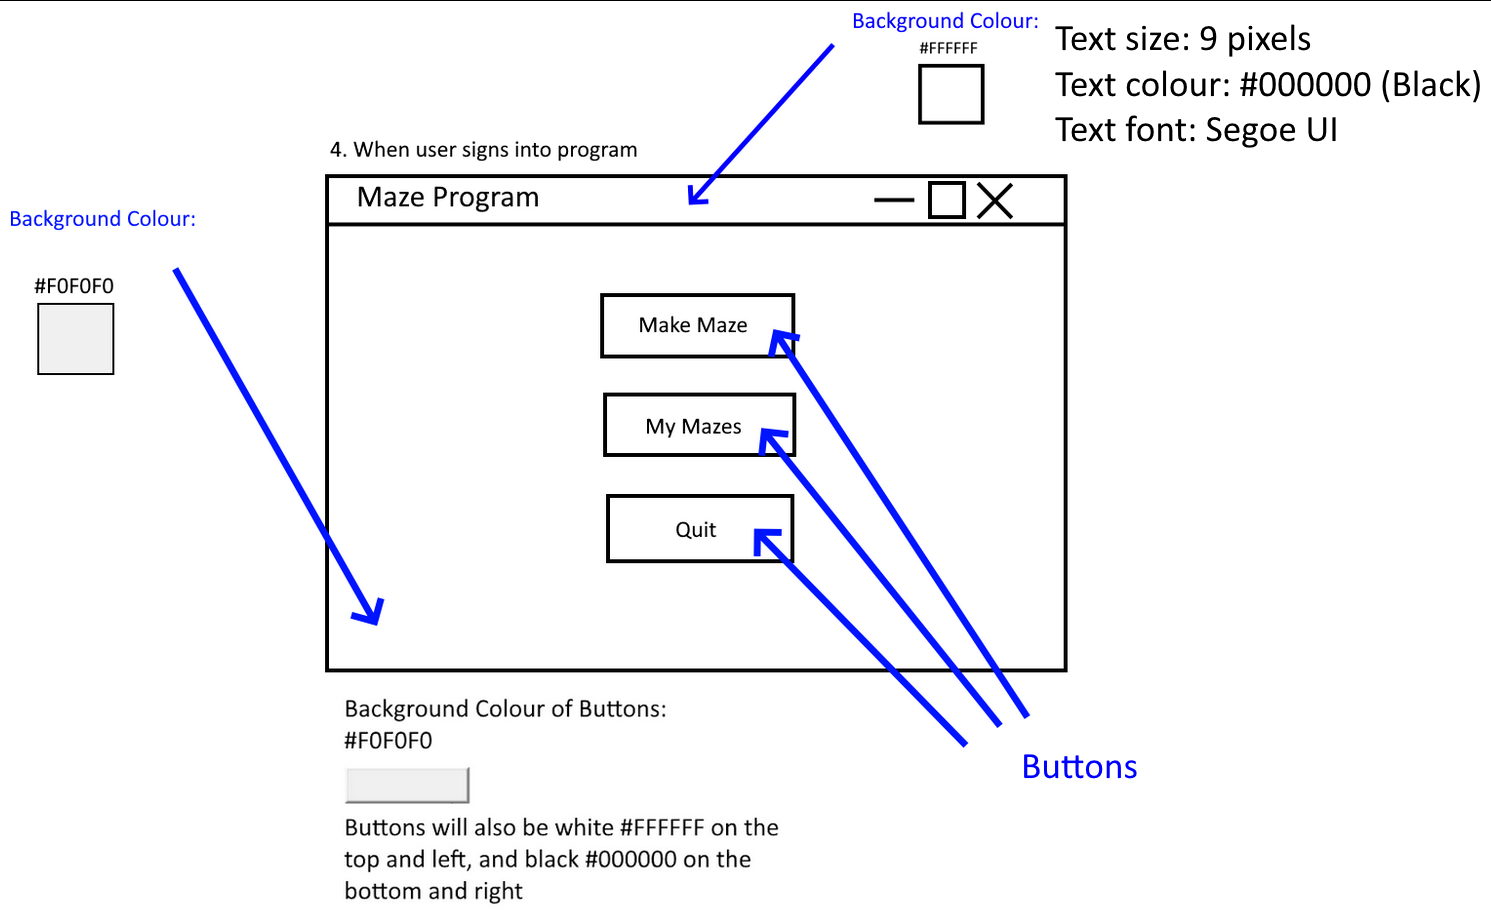 Background Colour:
#FFFFFF
Text size: 9 pixels
Text colour: #000000 (Black)
Text font: Segoe UI
4. When user signs into program
Maze Program
Background Colour:
#F0F0F0
Make Maze
My Mazes
Quit
Background Colour of Buttons:
#F0F0F0
Buttons
Buttons will also be white #FFFFFF on the
top and left, and black #000000 on the
bottom and right